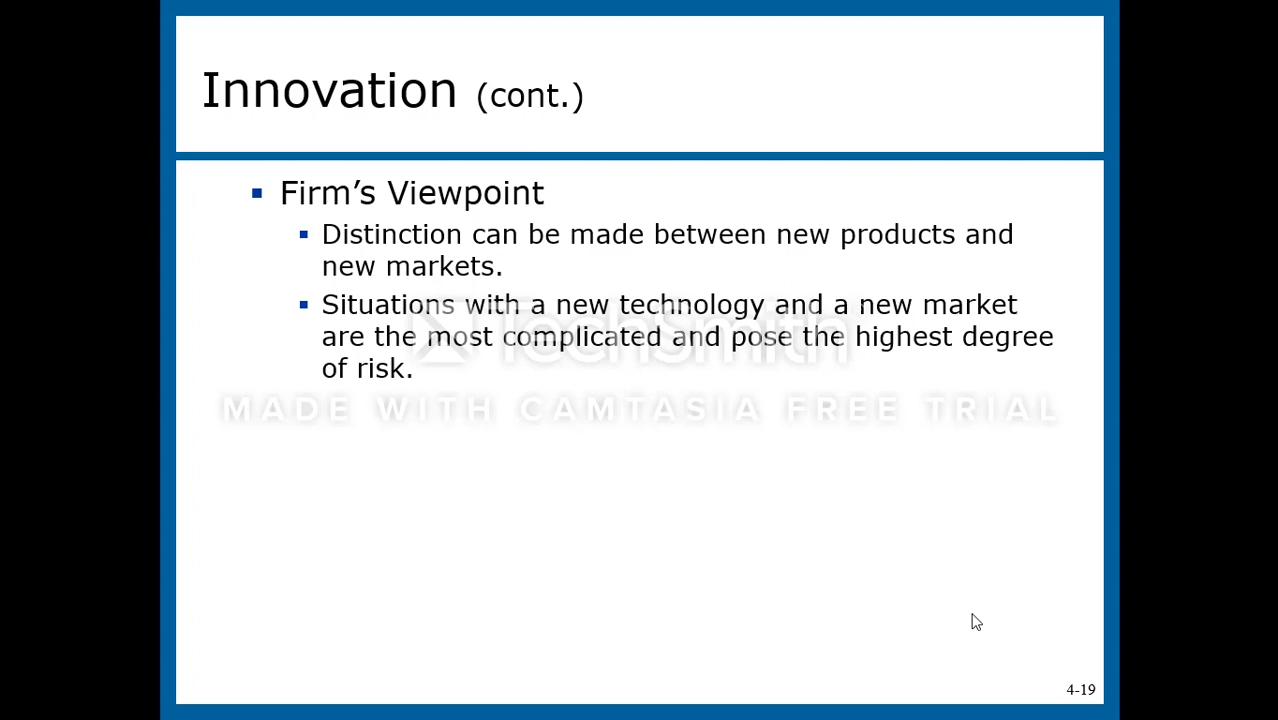 Innovation (cont.)
▪ Firm’s Viewpoint
▪ Distinction can be made between new products and
new markets.
▪ Situations with a new technology and a new market
are the most complicated and pose the highest degree
of risk.
TechSmith
MADE WITH CAMTASIA FREE TRIAL
4-19